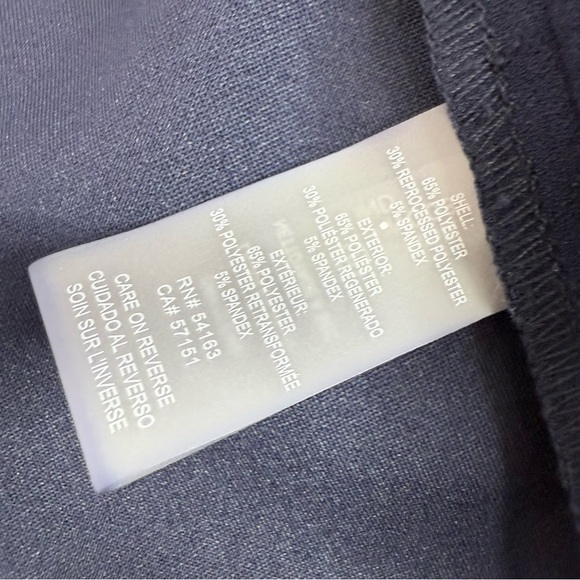 SHELL:
65% POLYESTER
30% REPROCESSED POLYESTER
5% SPANDEX
EXTERIOR:
65% POLIESTER
30% POLIÉSTER REGENERADO
5% SPANDEX
EXTÉRIEUR:
65% POLYESTER
30% POLYESTER RETRANSFORMÉE
5% SPANDEX
RN# 54163
CA# 57151
CARE ON REVERSE
CUIDADO AL REVERSO
SOIN SUR L'INVERSE